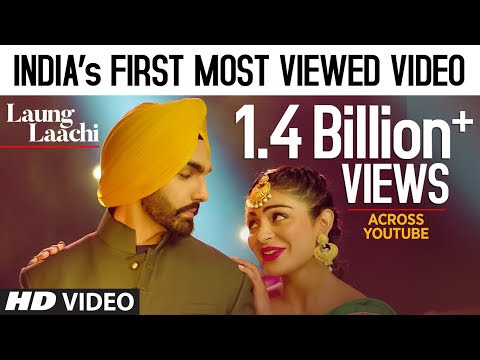 INDIA's FIRST MOST VIEWED VIDEO
Laung
Laachi
1.4 Billion+
VIEWS
ACROSS
YOUTUBE
HD VIDEO